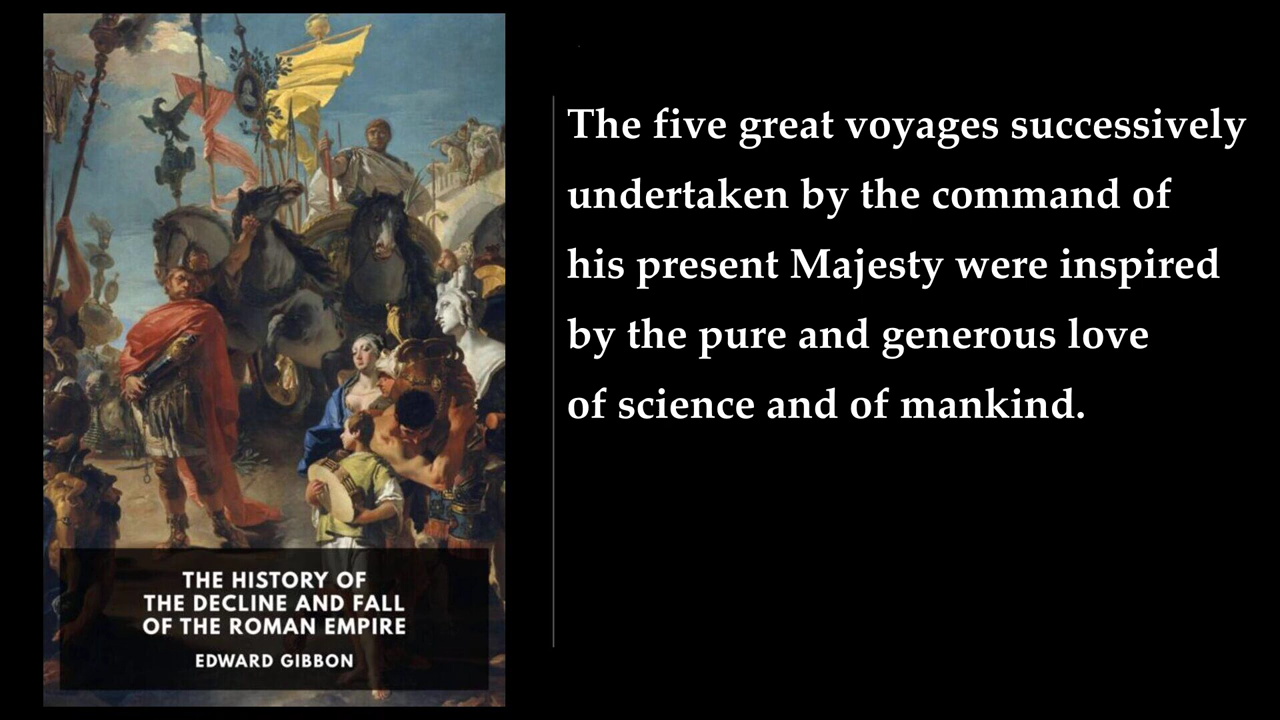 The five great voyages successively
undertaken by the command of
his present Majesty were inspired
by the pure and generous love
of science and of mankind.
THE HISTORY OF
THE DECLINE AND FALL
OF THE ROMAN EMPIRE
EDWARD GIBBON